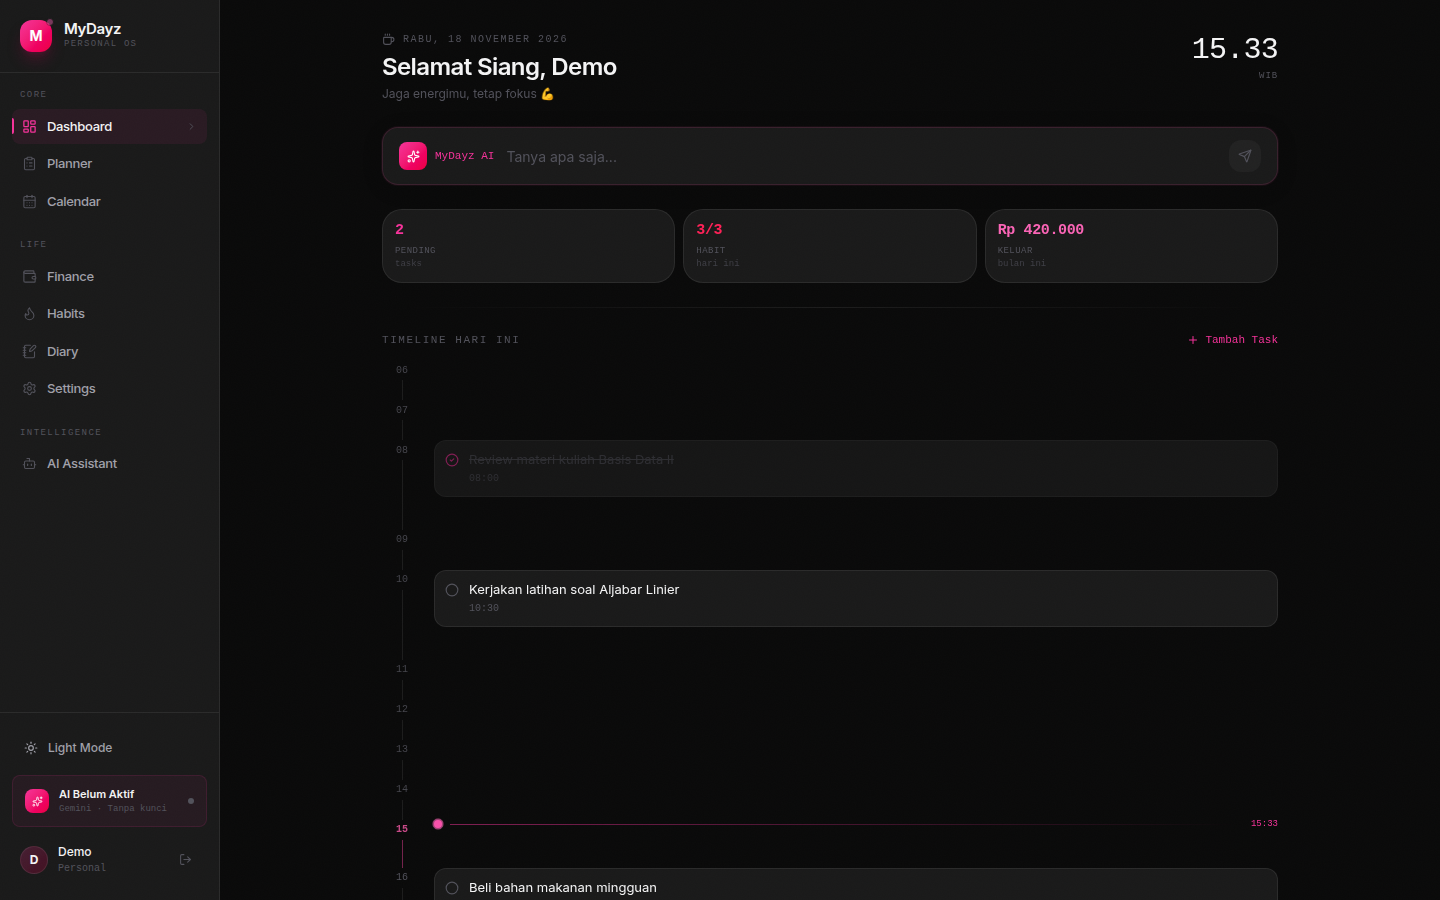 M
MyDayz
PERSONAL OS
CORE
Dashboard
Planner
Calendar
LIFE
Finance
Habits
Diary
Settings
INTELLIGENCE
AI Assistant
Light Mode
AI Belum Aktif
Gemini · Tanpa kunci
D
Demo
Personal
RABU, 18 NOVEMBER 2026
Selamat Siang, Demo
Jaga energimu, tetap fokus 💪
15.33
WIB
MyDayz AI
Tanya apa saja...
2
PENDING
tasks
3/3
HABIT
hari ini
Rp 420.000
KELUAR
bulan ini
TIMELINE HARI INI
Tambah Task
06
07
08
Review materi kuliah Basis Data II
08:00
09
10
Kerjakan latihan soal Aljabar Linier
10:30
11
12
13
14
15
15:33
16
Beli bahan makanan mingguan